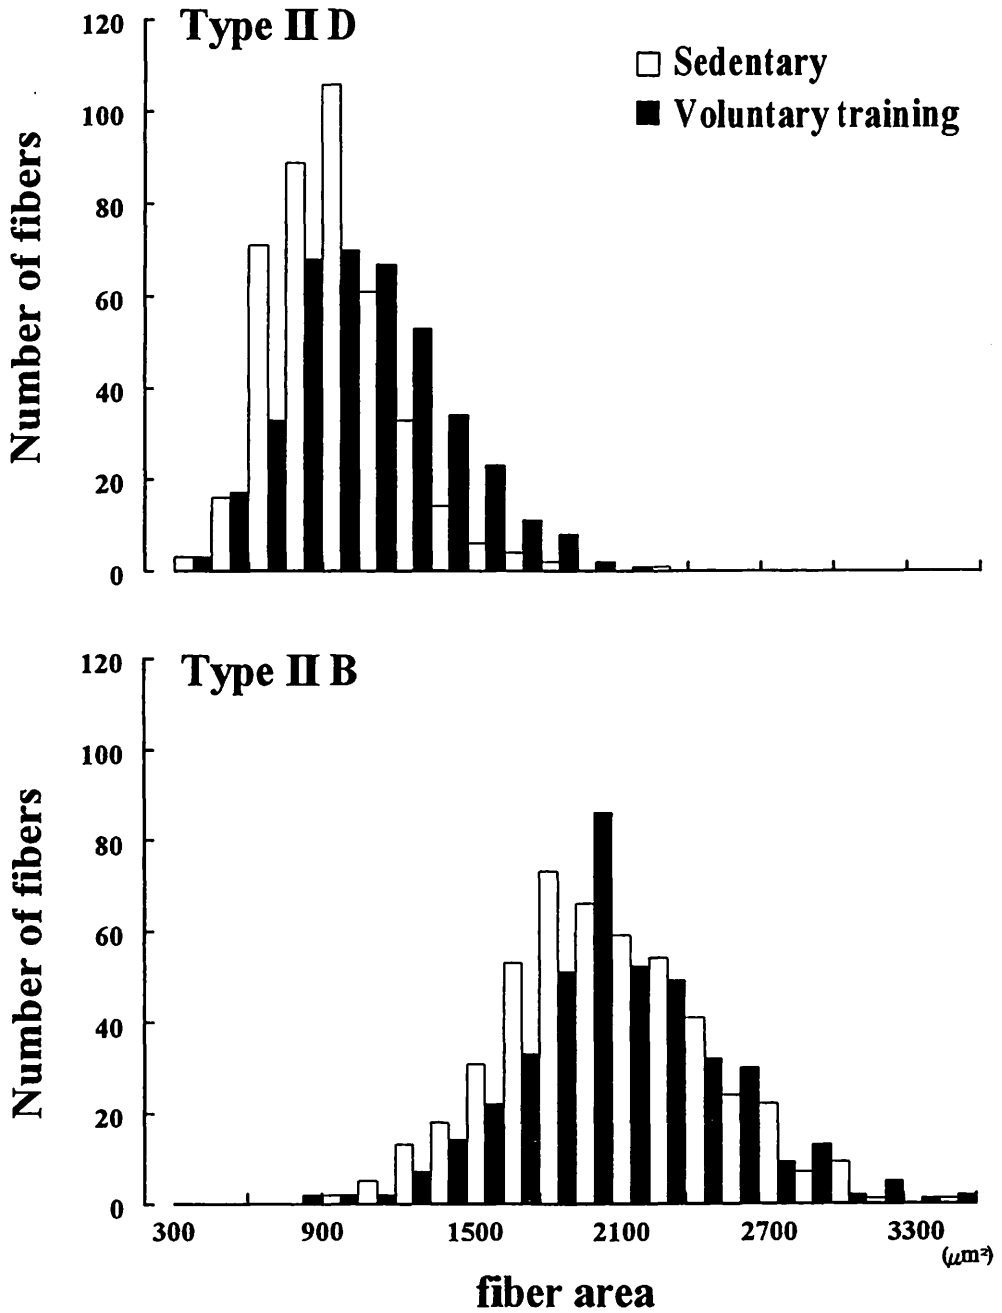 Type II D
Sedentary
Voluntary training
Number of fibers
120
100
80
60
40
20
0
Type II B
Number of fibers
120
100
80
60
40
20
0
300 900 1500 2100 2700 3300
(μm²)
fiber area